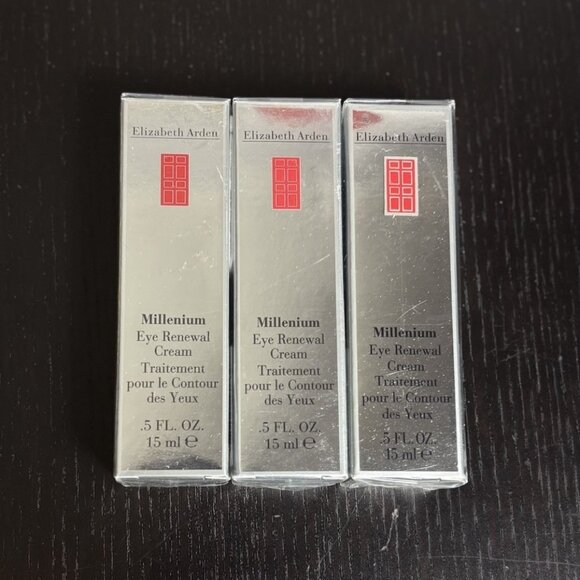 Elizabeth Arden
Millenium
Eye Renewal
Cream
Traitement
pour le Contour
des Yeux
.5 FL. OZ.
15 ml ℮
Elizabeth Arden
Millenium
Eye Renewal
Cream
Traitement
pour le Contour
des Yeux
.5 FL. OZ.
15 ml ℮
Elizabeth Arden
Millenium
Eye Renewal
Cream
Traitement
pour le Contour
des Yeux
.5 FL. OZ.
15 ml ℮